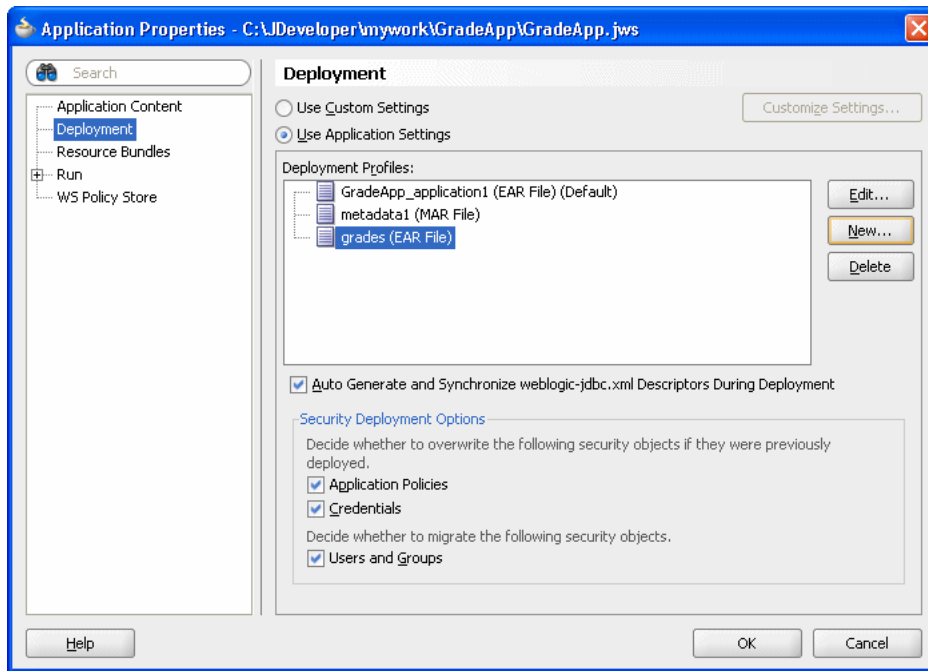 Application Properties - C:\JDeveloper\mywork\GradeApp\GradeApp.jws
Search
Application Content
Deployment
Resource Bundles
Run
WS Policy Store
Deployment
Use Custom Settings
Customize Settings...
Use Application Settings
Deployment Profiles:
GradeApp_application1 (EAR File) (Default)
metadata1 (MAR File)
grades (EAR File)
Edit...
New...
Delete
Auto Generate and Synchronize weblogic-jdbc.xml Descriptors During Deployment
Security Deployment Options
Decide whether to overwrite the following security objects if they were previously
deployed.
Application Policies
Credentials
Decide whether to migrate the following security objects.
Users and Groups
Help
OK
Cancel